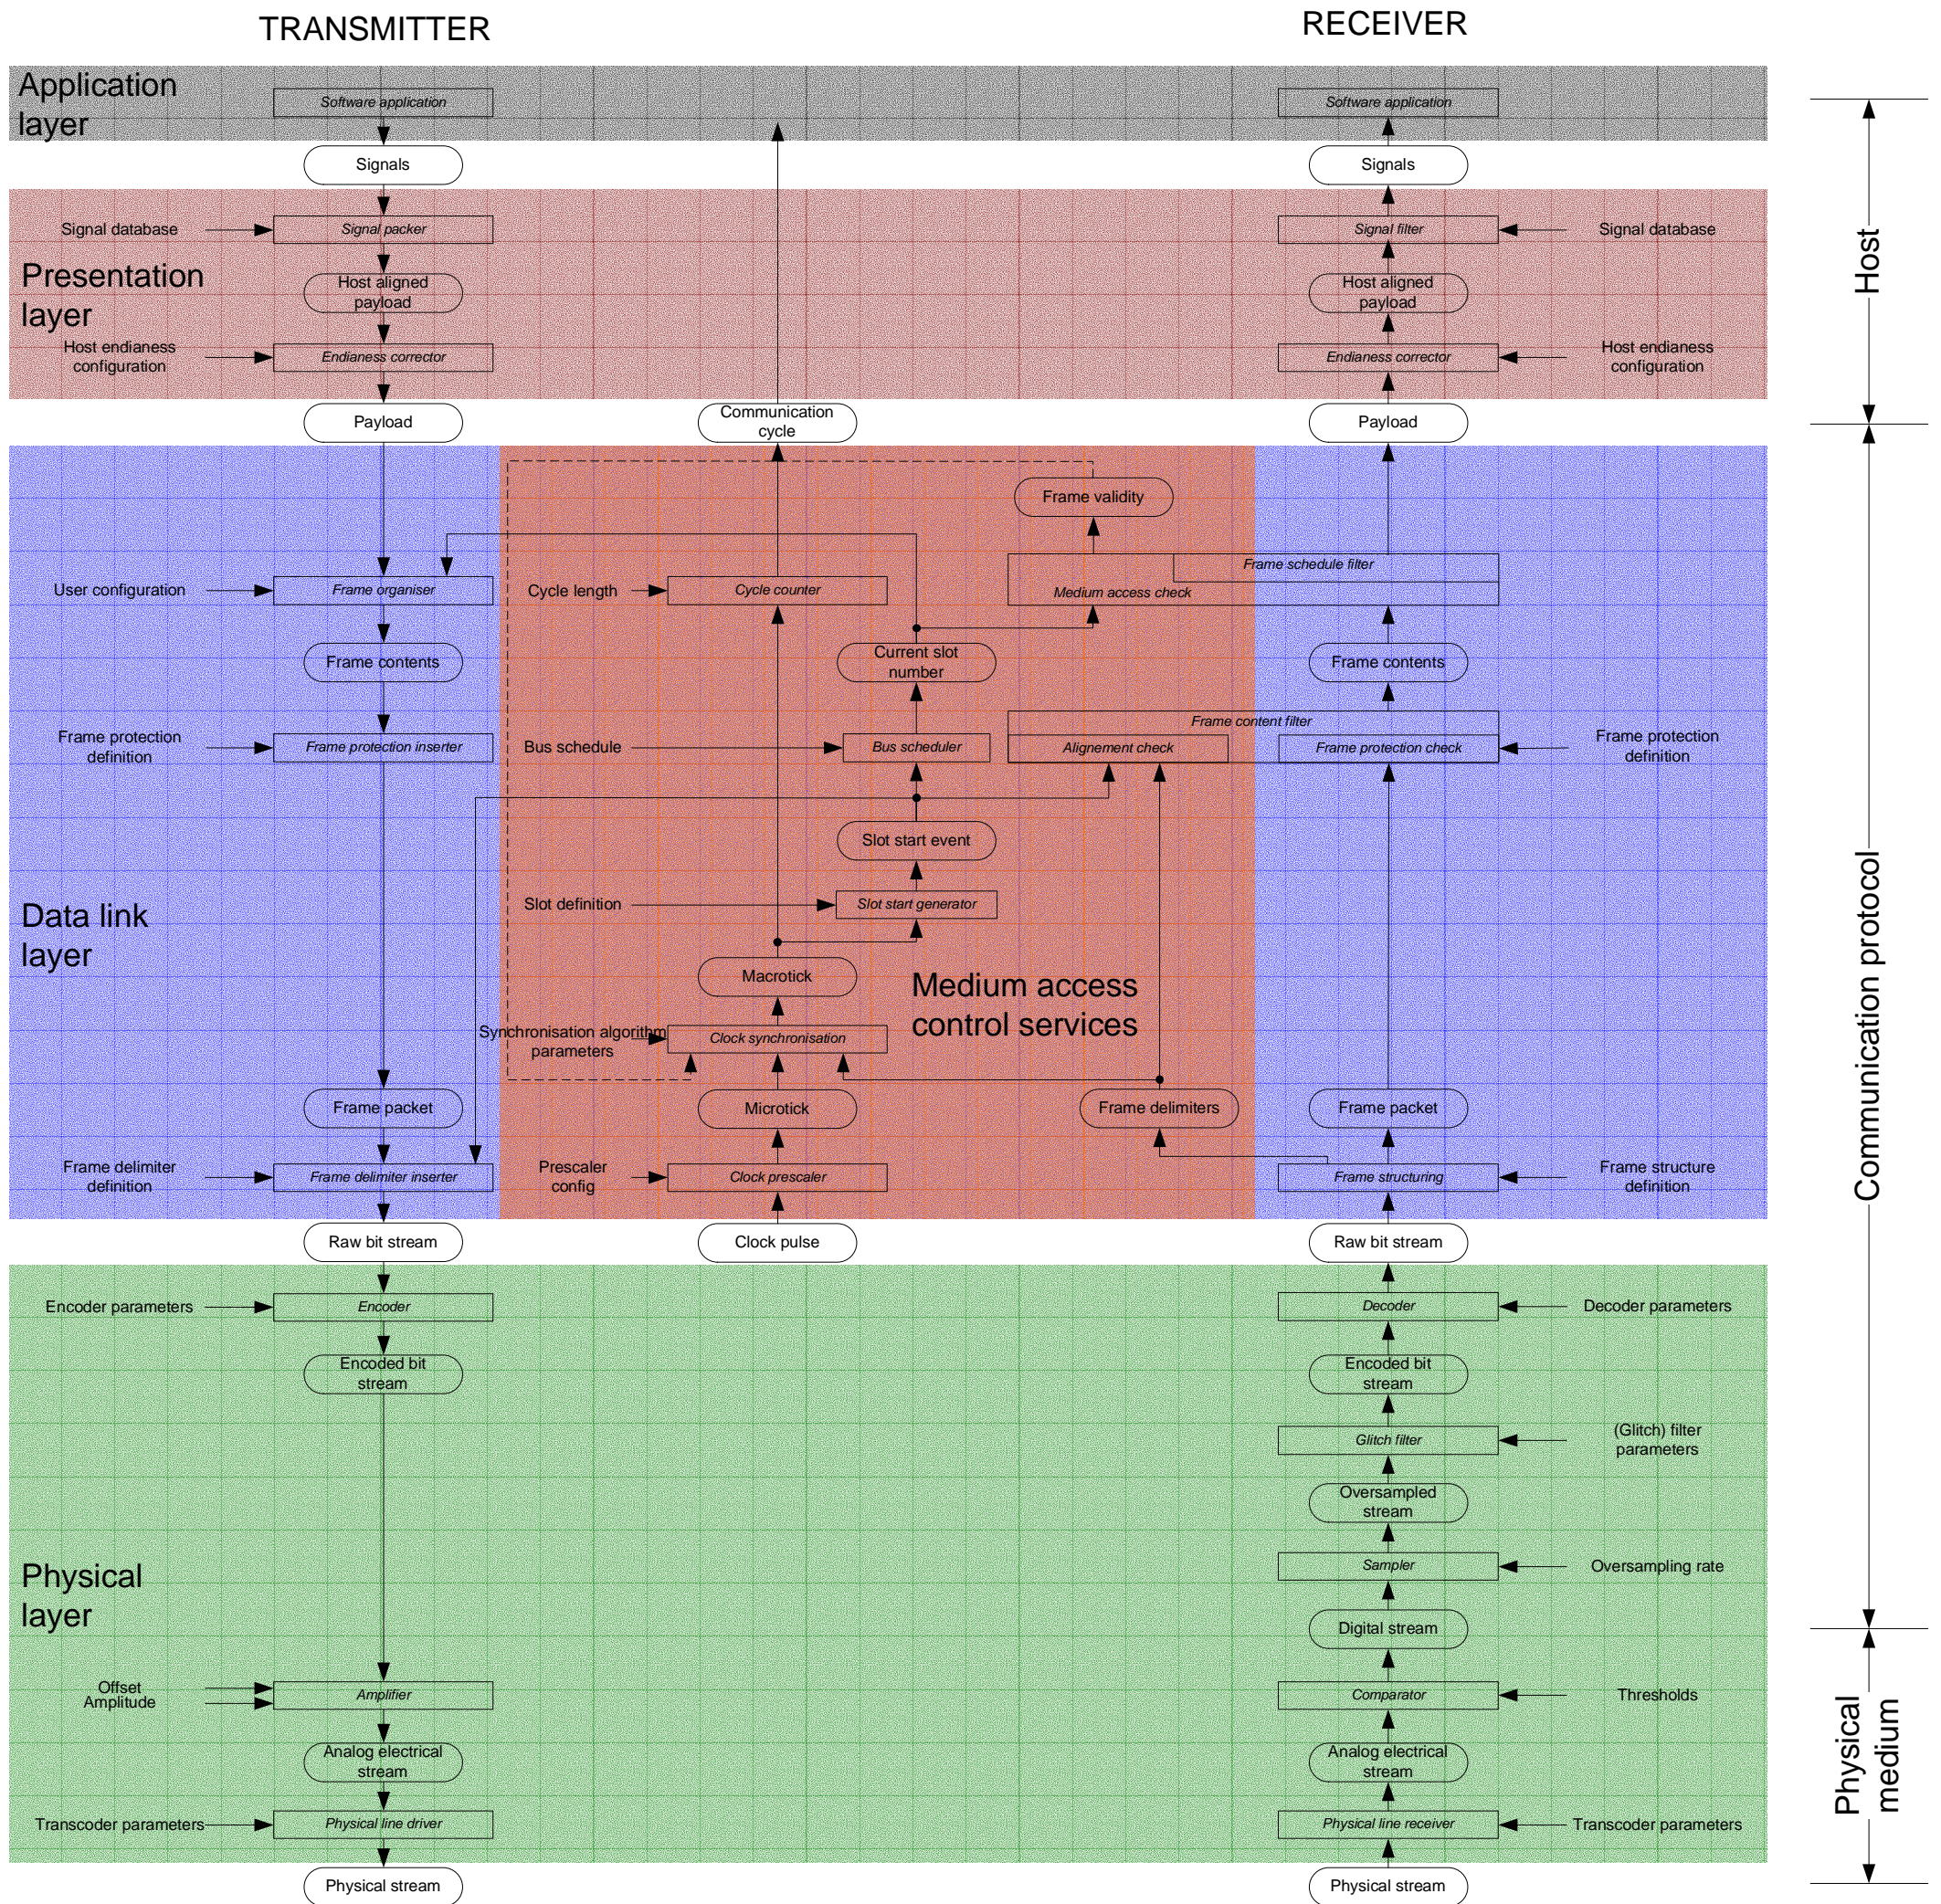 TRANSMITTER
RECEIVER
Application
layer
Software application
Software application
Signals
Signals
Signal database
Signal packer
Signal filter
Signal database
Presentation
layer
Host aligned
payload
Host aligned
payload
Host endianess
configuration
Endianess corrector
Endianess corrector
Host endianess
configuration
Host
Payload
Communication
cycle
Payload
Frame validity
Frame schedule filter
User configuration
Frame organiser
Cycle length
Cycle counter
Medium access check
Frame contents
Current slot
number
Frame contents
Frame content filter
Frame protection
definition
Frame protection inserter
Bus schedule
Bus scheduler
Alignement check
Frame protection check
Frame protection
definition
Slot start event
Data link
layer
Slot definition
Slot start generator
Macrotick
Medium access
control services
Synchronisation algorithm
parameters
Clock synchronisation
Communication protocol
Frame packet
Microtick
Frame delimiters
Frame packet
Frame delimiter
definition
Frame delimiter inserter
Prescaler
config
Clock prescaler
Frame structuring
Frame structure
definition
Raw bit stream
Clock pulse
Raw bit stream
Encoder parameters
Encoder
Decoder
Decoder parameters
Encoded bit
stream
Encoded bit
stream
Glitch filter
(Glitch) filter
parameters
Oversampled
stream
Physical
layer
Sampler
Oversampling rate
Digital stream
Offset
Amplitude
Amplifier
Comparator
Thresholds
Analog electrical
stream
Analog electrical
stream
Physical
medium
Transcoder parameters
Physical line driver
Physical line receiver
Transcoder parameters
Physical stream
Physical stream